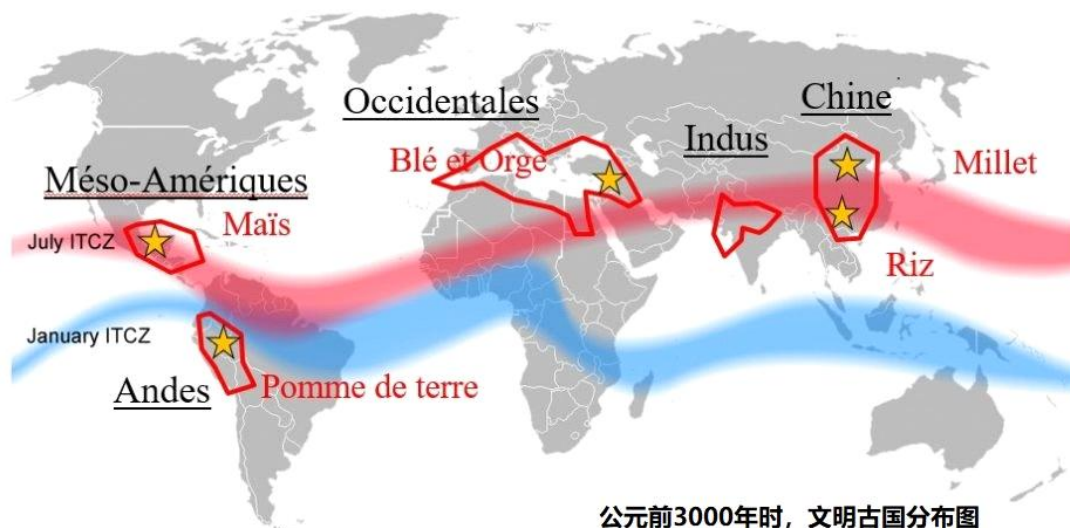 Occidentales
Chine
Indus
Blé et Orge
Millet
Méso-Amériques
Maïs
July ITCZ
Riz
January ITCZ
Andes
Pomme de terre
公元前3000年时，文明古国分布图